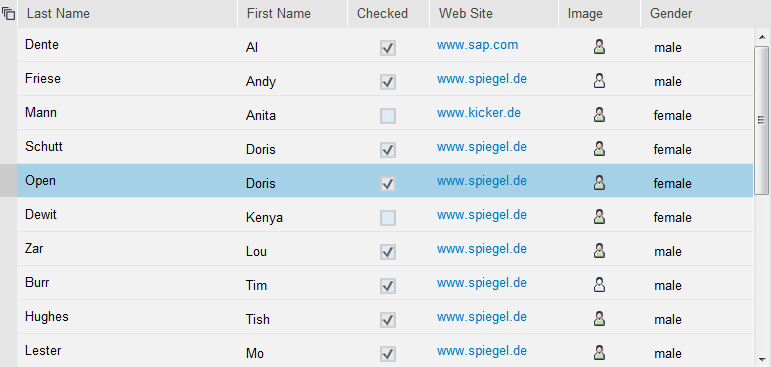 Last Name First Name Checked Web Site Image Gender
Dente Al www.sap.com male
Friese Andy www.spiegel.de male
Mann Anita www.kicker.de female
Schutt Doris www.spiegel.de female
Open Doris www.spiegel.de female
Dewit Kenya www.spiegel.de female
Zar Lou www.spiegel.de male
Burr Tim www.spiegel.de male
Hughes Tish www.spiegel.de male
Lester Mo www.spiegel.de male